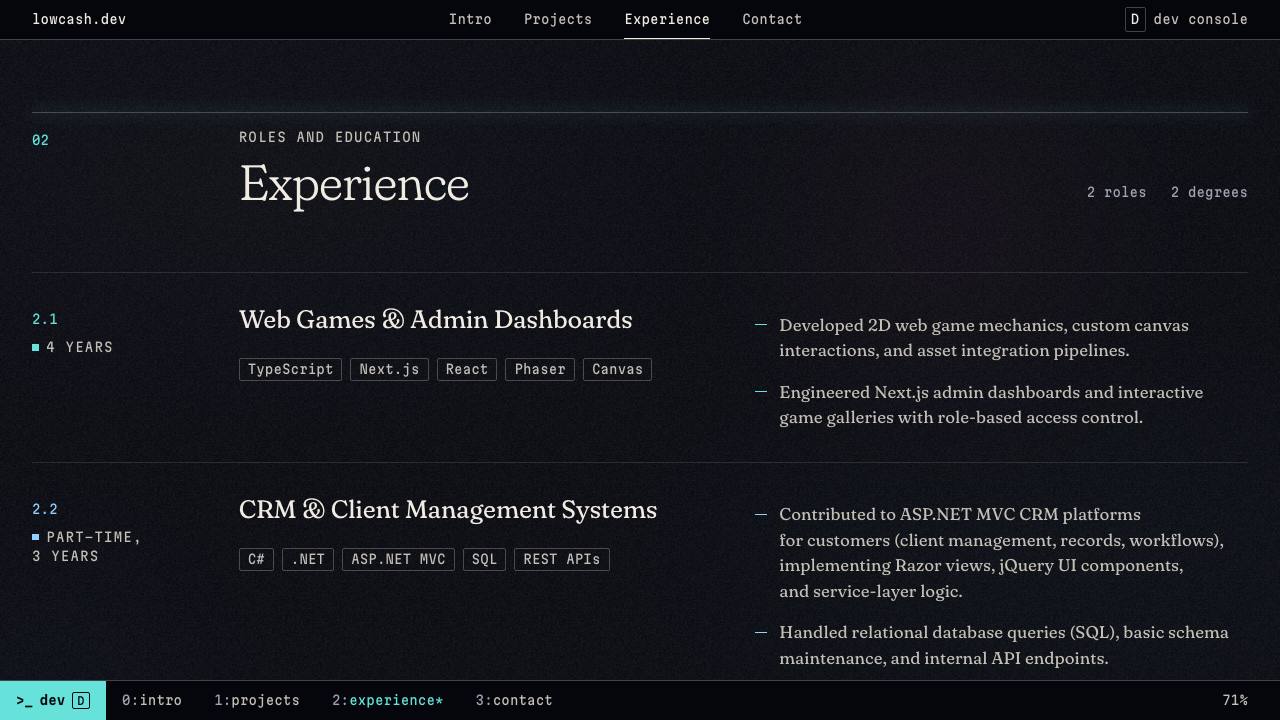 lowcash.dev Intro Projects Experience Contact D dev console
02
ROLES AND EDUCATION
Experience
2 roles 2 degrees
2.1
4 YEARS
Web Games & Admin Dashboards
TypeScript Next.js React Phaser Canvas
— Developed 2D web game mechanics, custom canvas
interactions, and asset integration pipelines.
— Engineered Next.js admin dashboards and interactive
game galleries with role-based access control.
2.2
PART-TIME,
3 YEARS
CRM & Client Management Systems
C# .NET ASP.NET MVC SQL REST APIs
— Contributed to ASP.NET MVC CRM platforms
for customers (client management, records, workflows),
implementing Razor views, jQuery UI components,
and service-layer logic.
— Handled relational database queries (SQL), basic schema
maintenance, and internal API endpoints.
>_ dev D 0:intro 1:projects 2:experience* 3:contact 71%